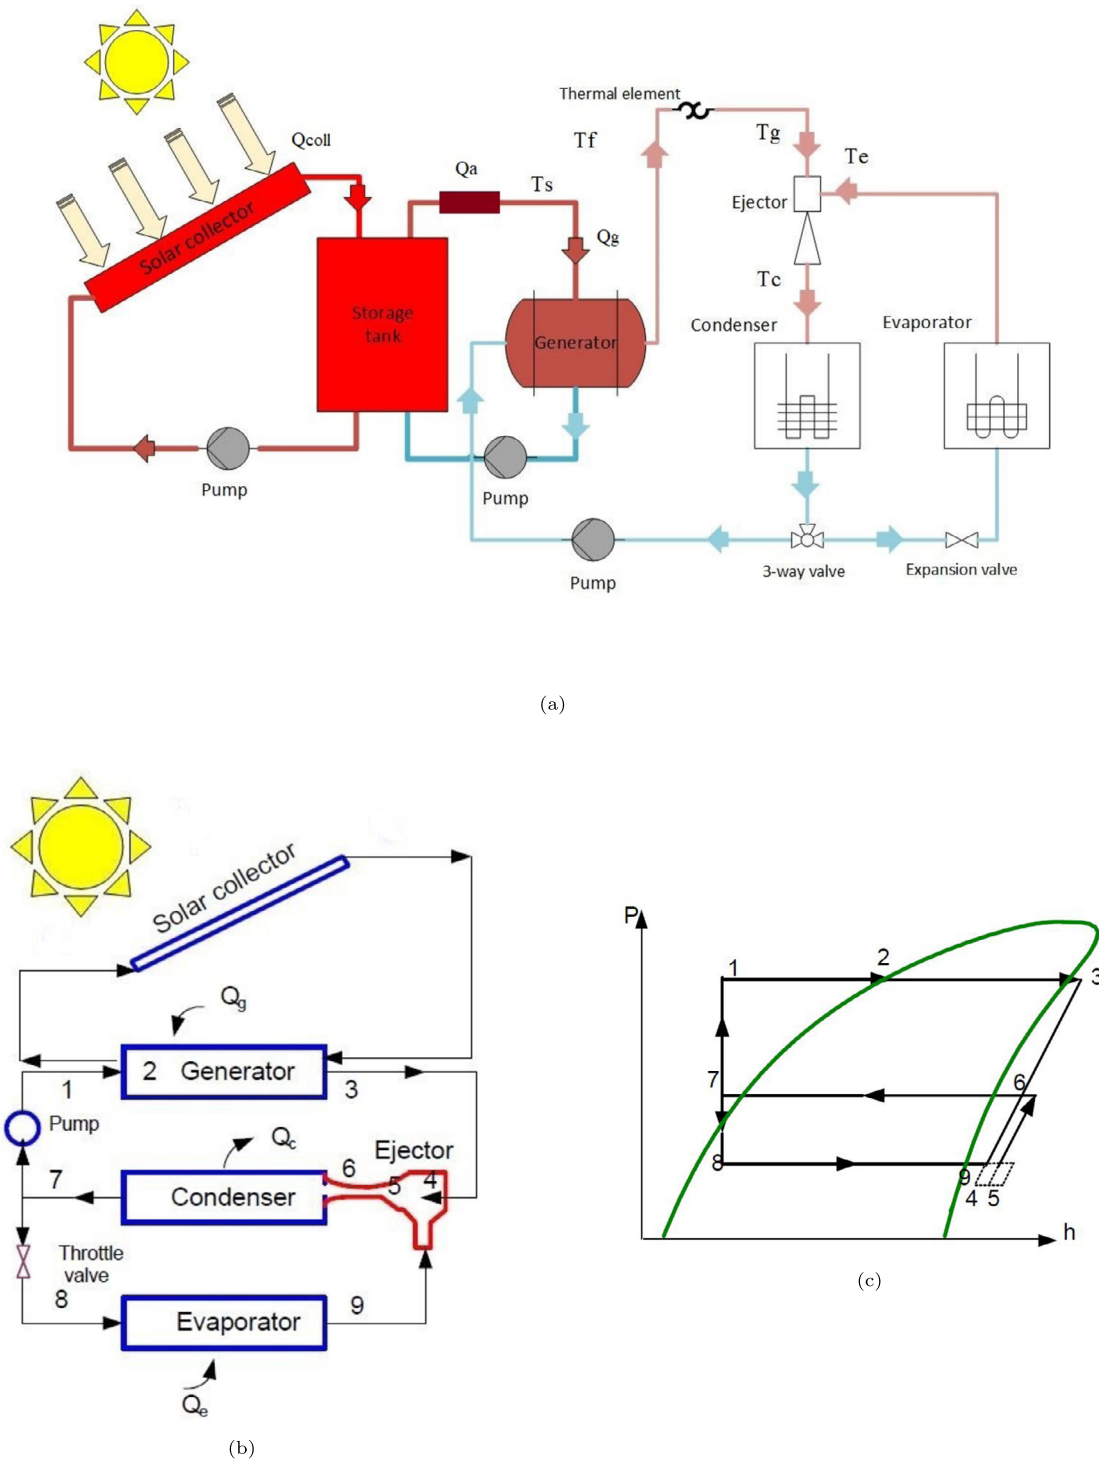 Qcoll
Solar collector
Storage
tank
Qa
Ts
Qg
Generator
Tf
Thermal element
Tg
Te
Ejector
Tc
Condenser
Evaporator
Pump
Pump
Pump
3-way valve
Expansion valve
(a)
Solar collector
Qg
2 Generator
1
3
Pump
Qc
Ejector
6
5
4
7
Condenser
Throttle
valve
8
Evaporator
9
Qe
(b)
P
1
2
3
7
6
8
9
4
5
h
(c)